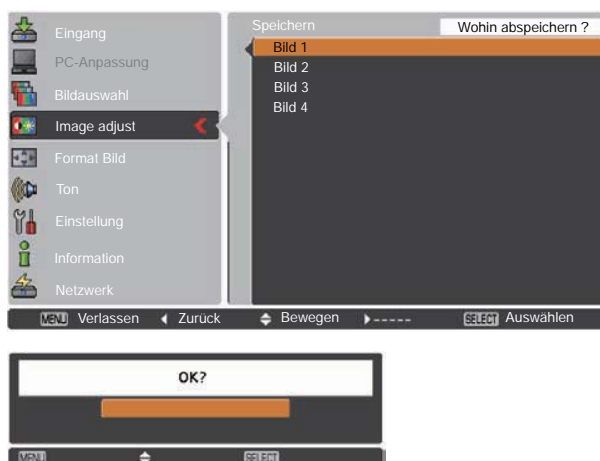 Eingang
PC-Anpassung
Bildauswahl
Image adjust
Format Bild
Ton
Einstellung
Information
Netzwerk
Speichern
Wohin abspeichern ?
Bild 1
Bild 2
Bild 3
Bild 4
MENU Verlassen Zurück Bewegen ----- SELECT Auswählen
OK?
MENU SELECT